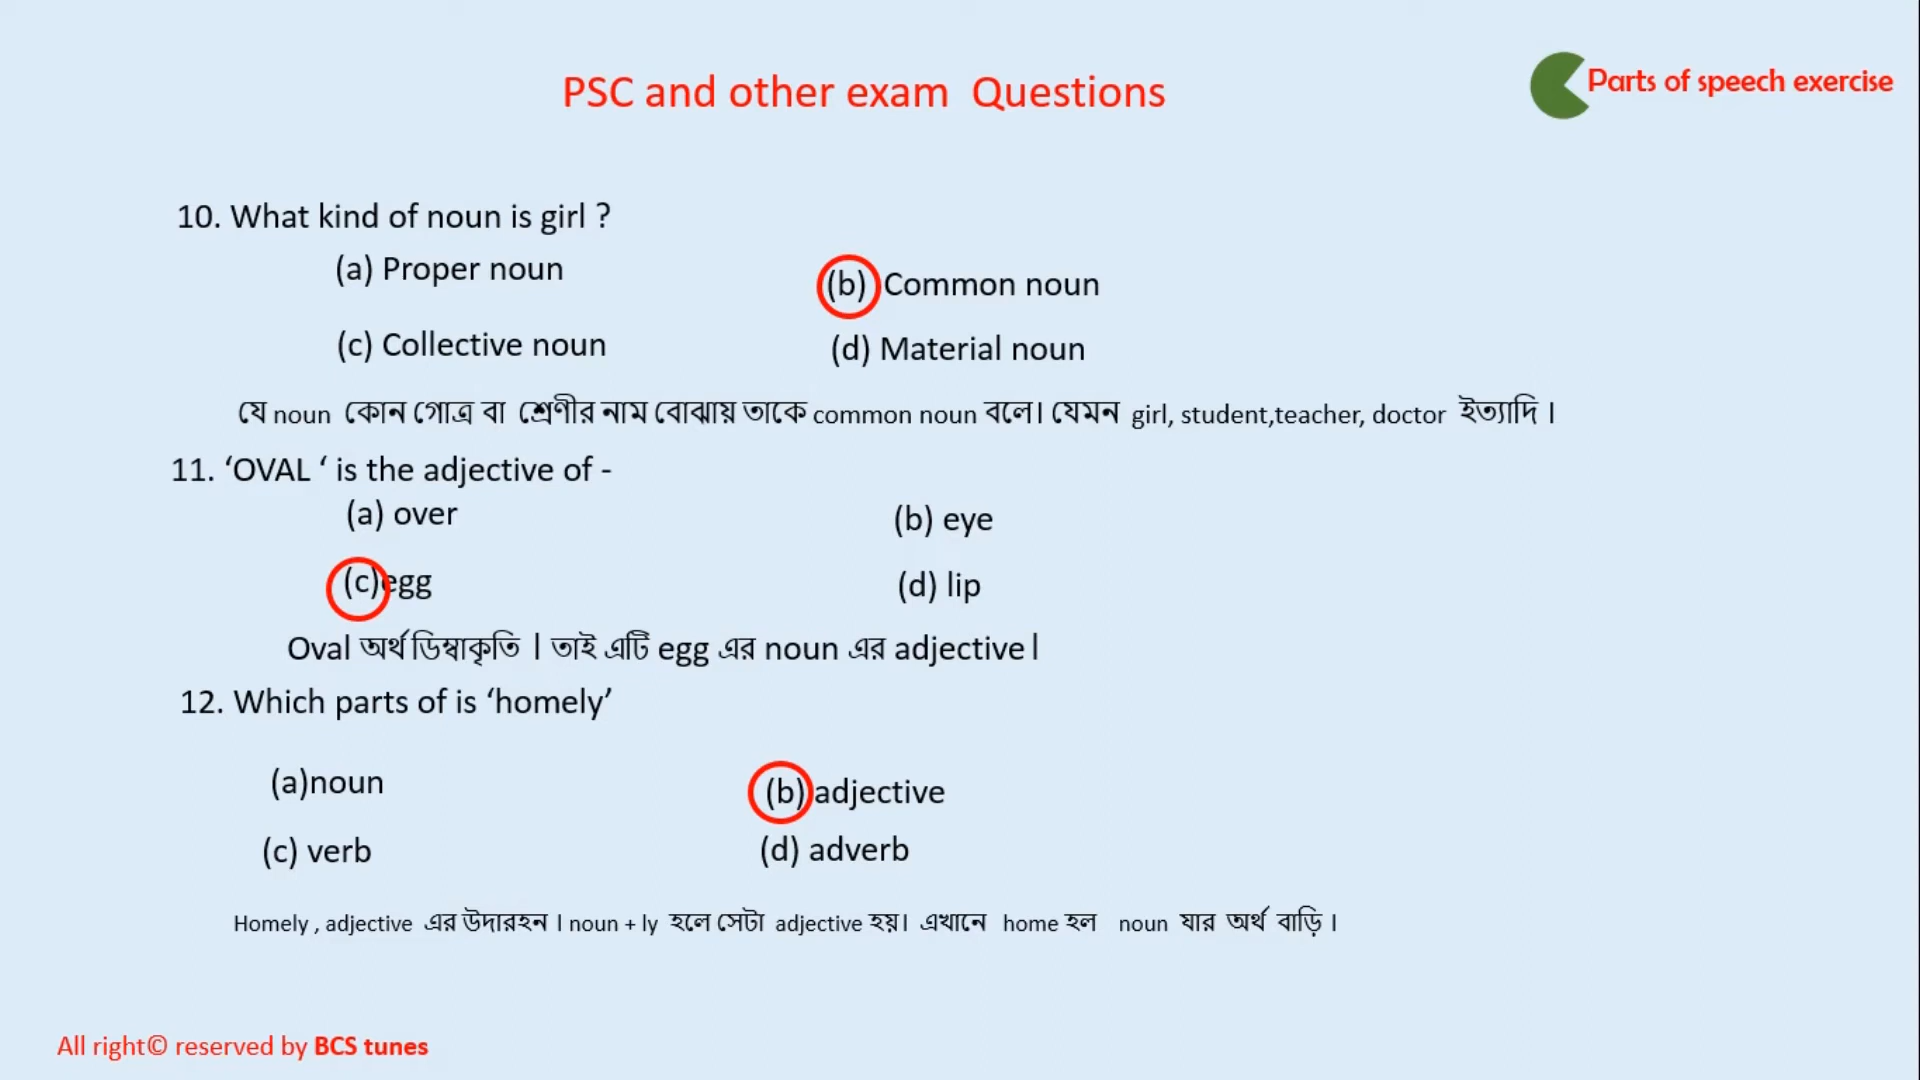 PSC and other exam Questions
Parts of speech exercise
10. What kind of noun is girl ?
(a) Proper noun
(b) Common noun
(c) Collective noun
(d) Material noun
যে noun কোন গোত্র বা শ্রেণীর নাম বোঝায় তাকে common noun বলে। যেমন girl, student,teacher, doctor ইত্যাদি ।
11. ‘OVAL ‘ is the adjective of -
(a) over
(b) eye
(c)egg
(d) lip
Oval অর্থ ডিম্বাকৃতি । তাই এটি egg এর noun এর adjective।
12. Which parts of is ‘homely’
(a)noun
(b) adjective
(c) verb
(d) adverb
Homely , adjective এর উদারহন । noun + ly হলে সেটা adjective হয়। এখানে home হল noun যার অর্থ বাড়ি ।
All right© reserved by BCS tunes